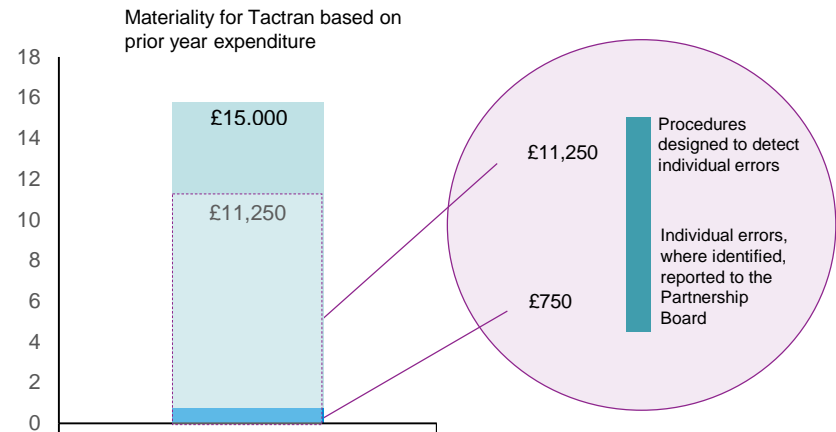 Materiality for Tactran based on
prior year expenditure
18
16
14
12
10
8
6
4
2
0
£15.000
£11,250
£11,250
£750
Procedures
designed to detect
individual errors
Individual errors,
where identified,
reported to the
Partnership
Board